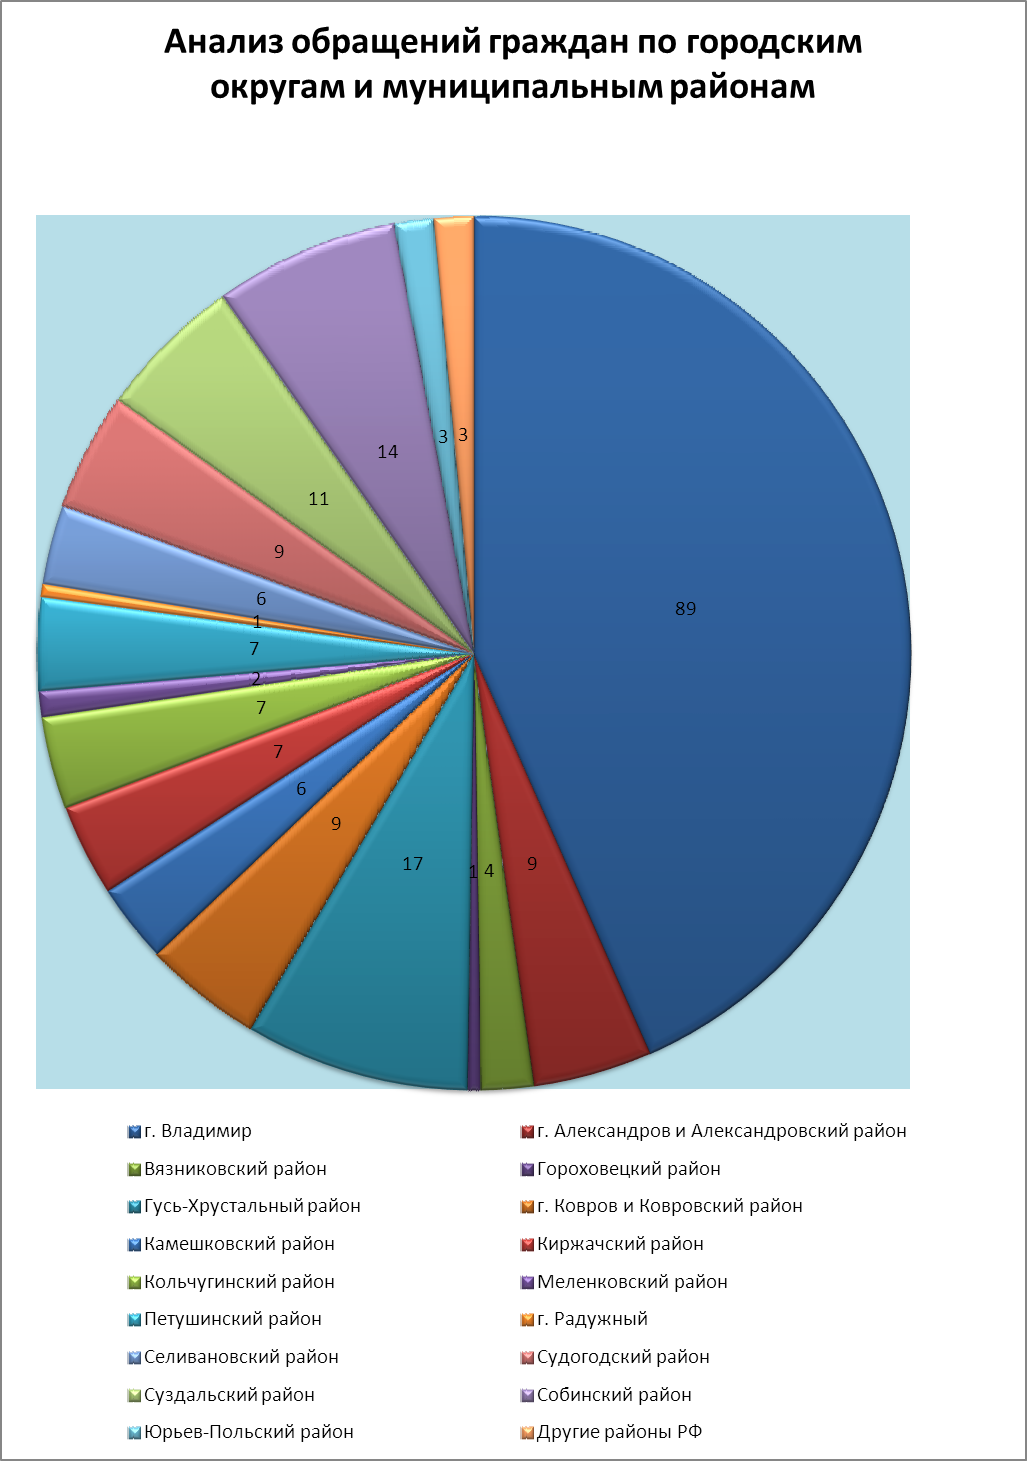 Анализ обращений граждан по городским
округам и муниципальным районам
3
3
14
11
9
6
1
7
2
7
7
6
9
17
1
4
9
89
г. Владимир
г. Александров и Александровский район
Вязниковский район
Гороховецкий район
Гусь-Хрустальный район
г. Ковров и Ковровский район
Камешковский район
Киржачский район
Кольчугинский район
Меленковский район
Петушинский район
г. Радужный
Селивановский район
Судогодский район
Суздальский район
Собинский район
Юрьев-Польский район
Другие районы РФ